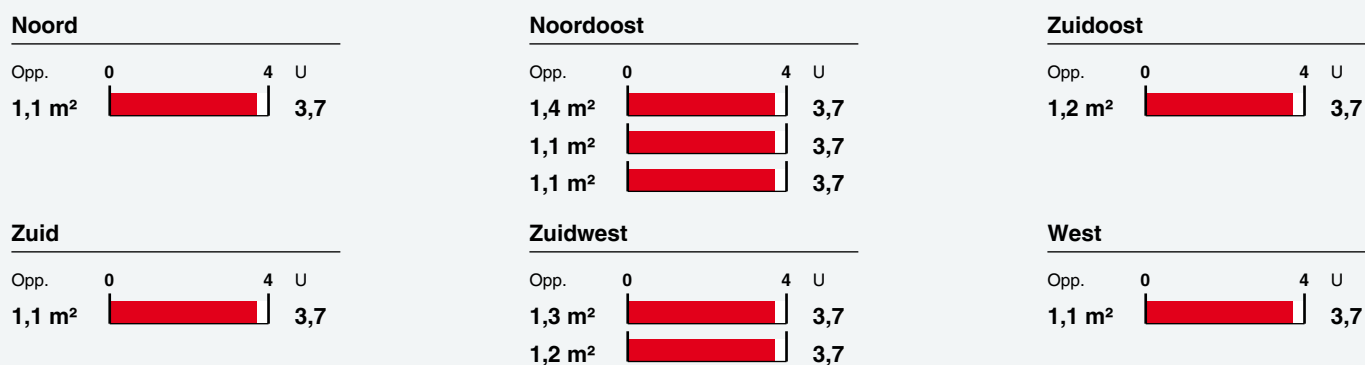 Noord
Opp. 0 4 U
1,1 m² 3,7
Noordoost
Opp. 0 4 U
1,4 m² 3,7
1,1 m² 3,7
1,1 m² 3,7
Zuidoost
Opp. 0 4 U
1,2 m² 3,7
Zuid
Opp. 0 4 U
1,1 m² 3,7
Zuidwest
Opp. 0 4 U
1,3 m² 3,7
1,2 m² 3,7
West
Opp. 0 4 U
1,1 m² 3,7